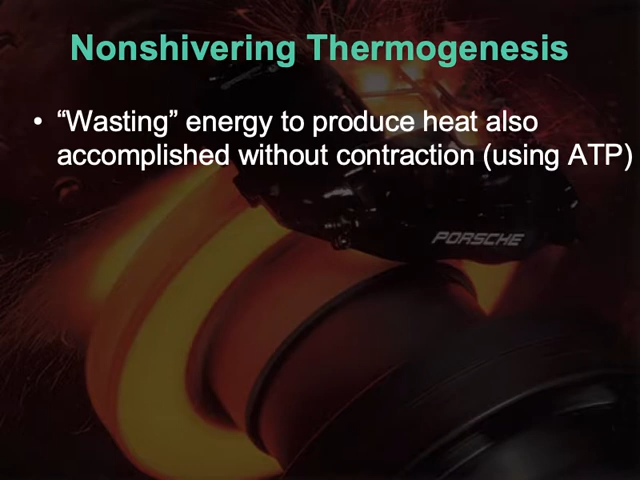 Nonshivering Thermogenesis
• “Wasting” energy to produce heat also
accomplished without contraction (using ATP)
PORSCHE